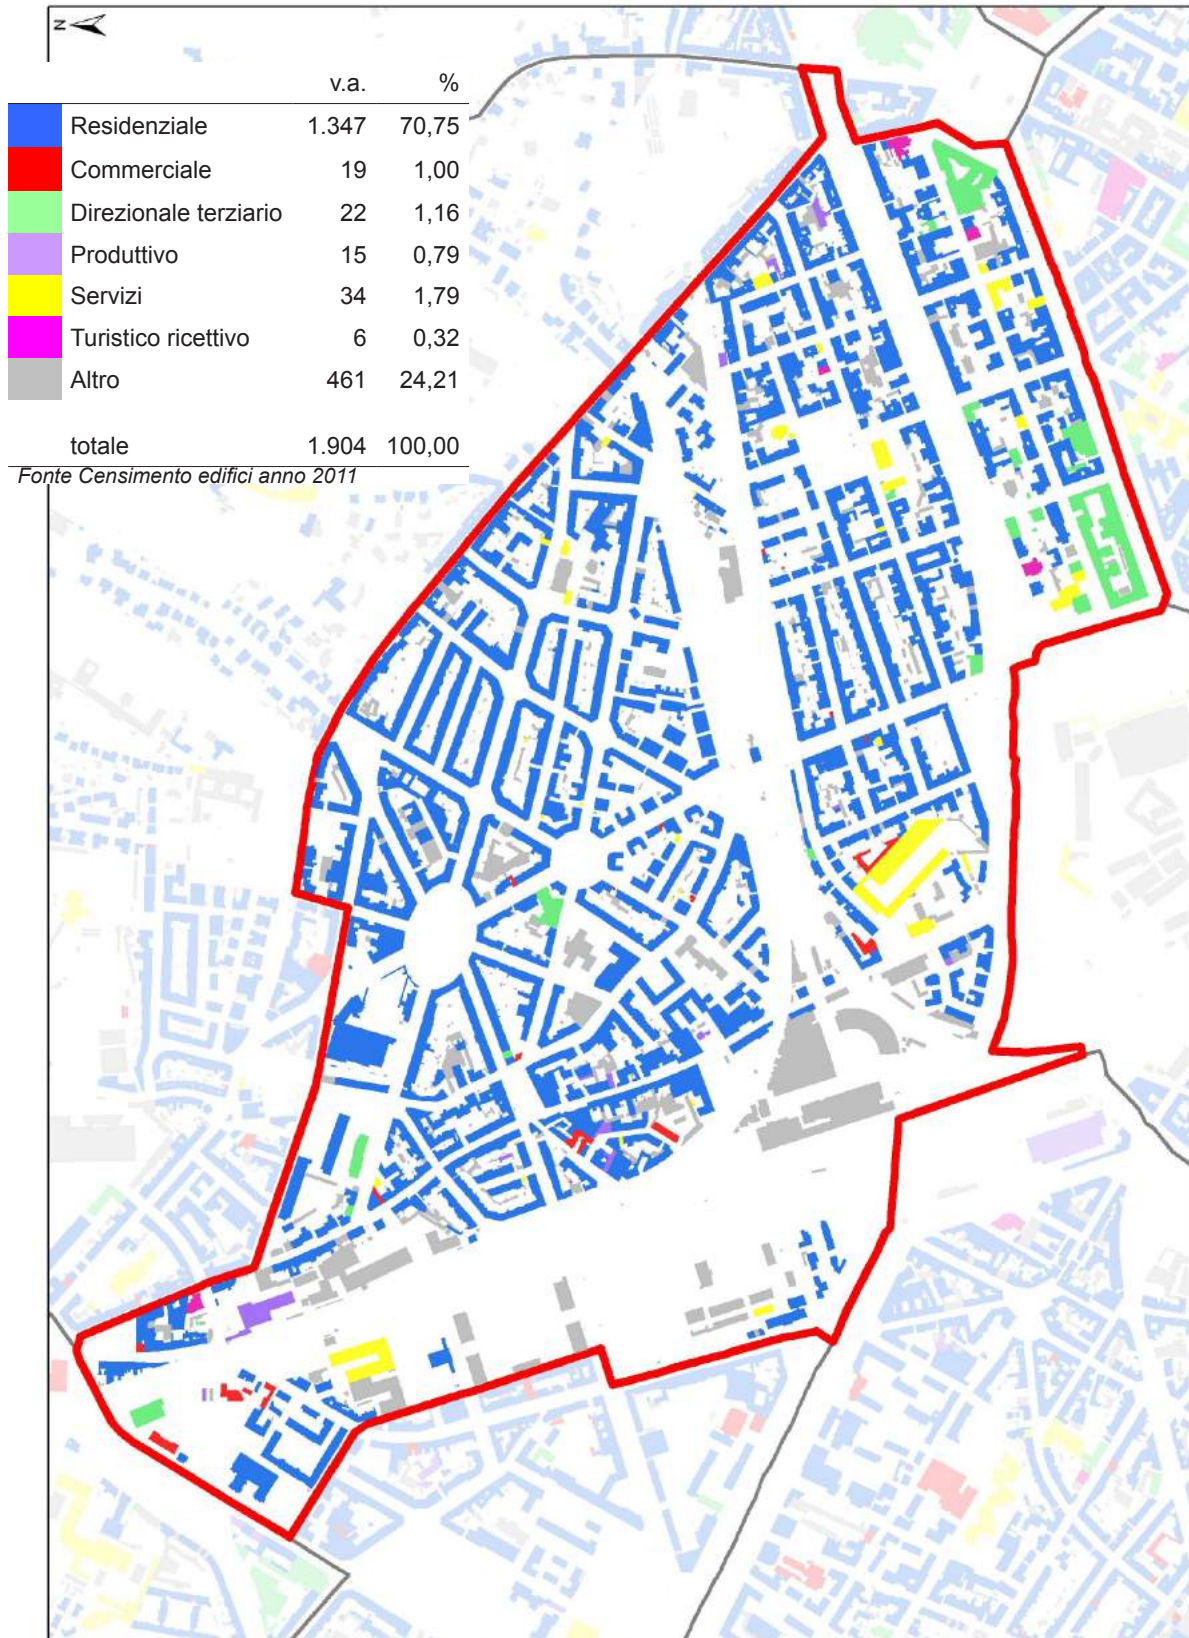 N
v.a. %
Residenziale 1.347 70,75
Commerciale 19 1,00
Direzionale terziario 22 1,16
Produttivo 15 0,79
Servizi 34 1,79
Turistico ricettivo 6 0,32
Altro 461 24,21
totale 1.904 100,00
Fonte Censimento edifici anno 2011